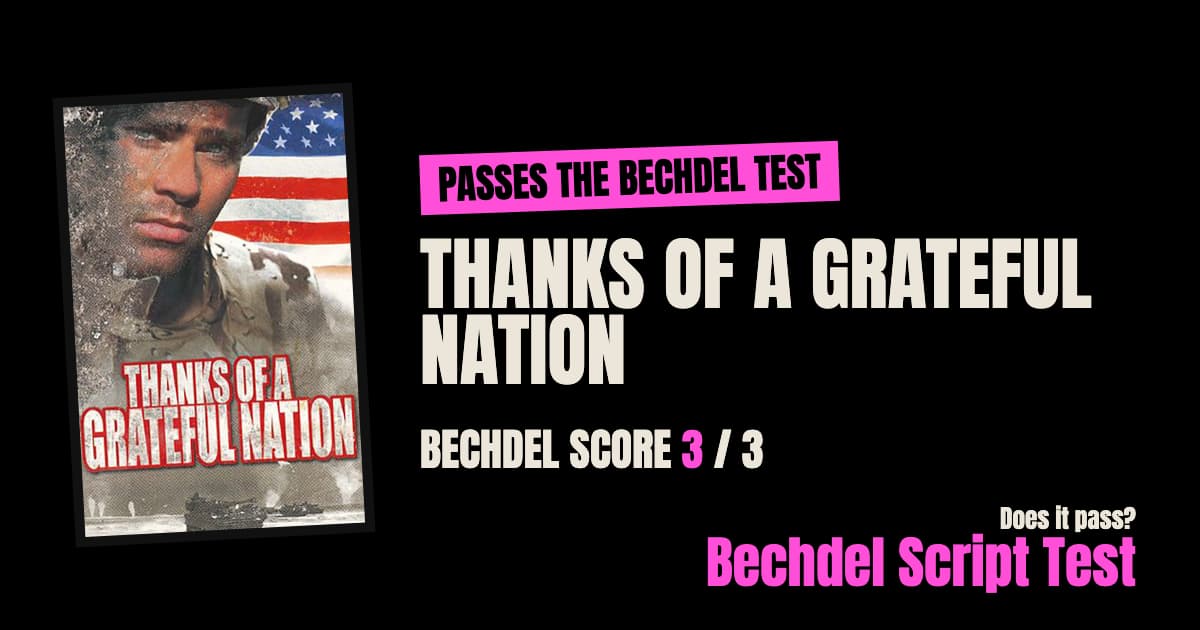 THANKS OF A
GRATEFUL NATION
PASSES THE BECHDEL TEST
THANKS OF A GRATEFUL
NATION
BECHDEL SCORE 3 / 3
Does it pass?
Bechdel Script Test